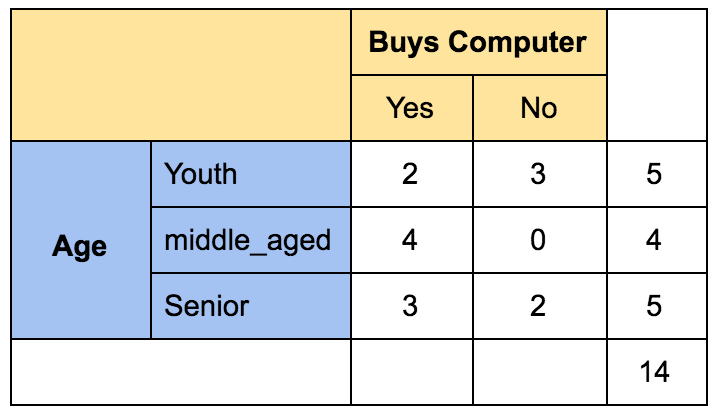 Buys Computer
Yes No
Youth 2 3 5
Age middle_aged 4 0 4
Senior 3 2 5
14